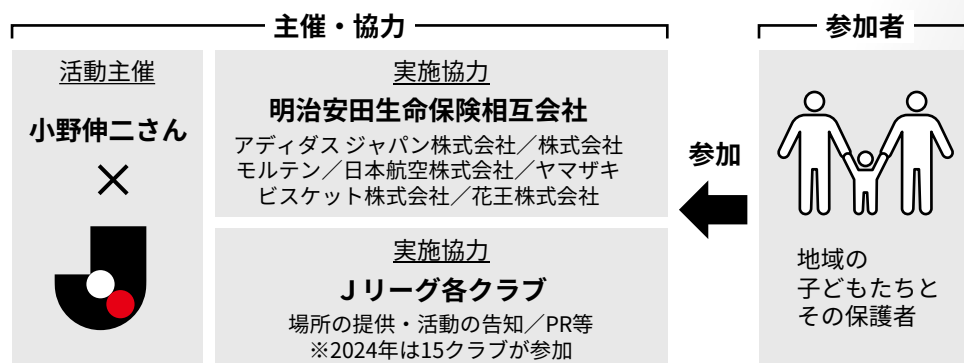 主催・協力
活動主催
小野伸二さん
×
実施協力
明治安田生命保険相互会社
アディダス ジャパン株式会社／株式会社
モルテン／日本航空株式会社／ヤマザキ
ビスケット株式会社／花王株式会社
実施協力
Ｊリーグ各クラブ
場所の提供・活動の告知／PR等
※2024年は15クラブが参加
参加
参加者
地域の
子どもたちと
その保護者